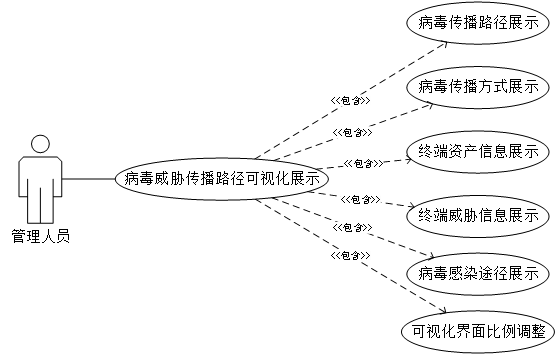 病毒传播路径展示
<<包含>>
病毒传播方式展示
<<包含>>
终端资产信息展示
<<包含>>
病毒威胁传播路径可视化展示
管理人员
<<包含>>
终端威胁信息展示
<<包含>>
病毒感染途径展示
<<包含>>
可视化界面比例调整